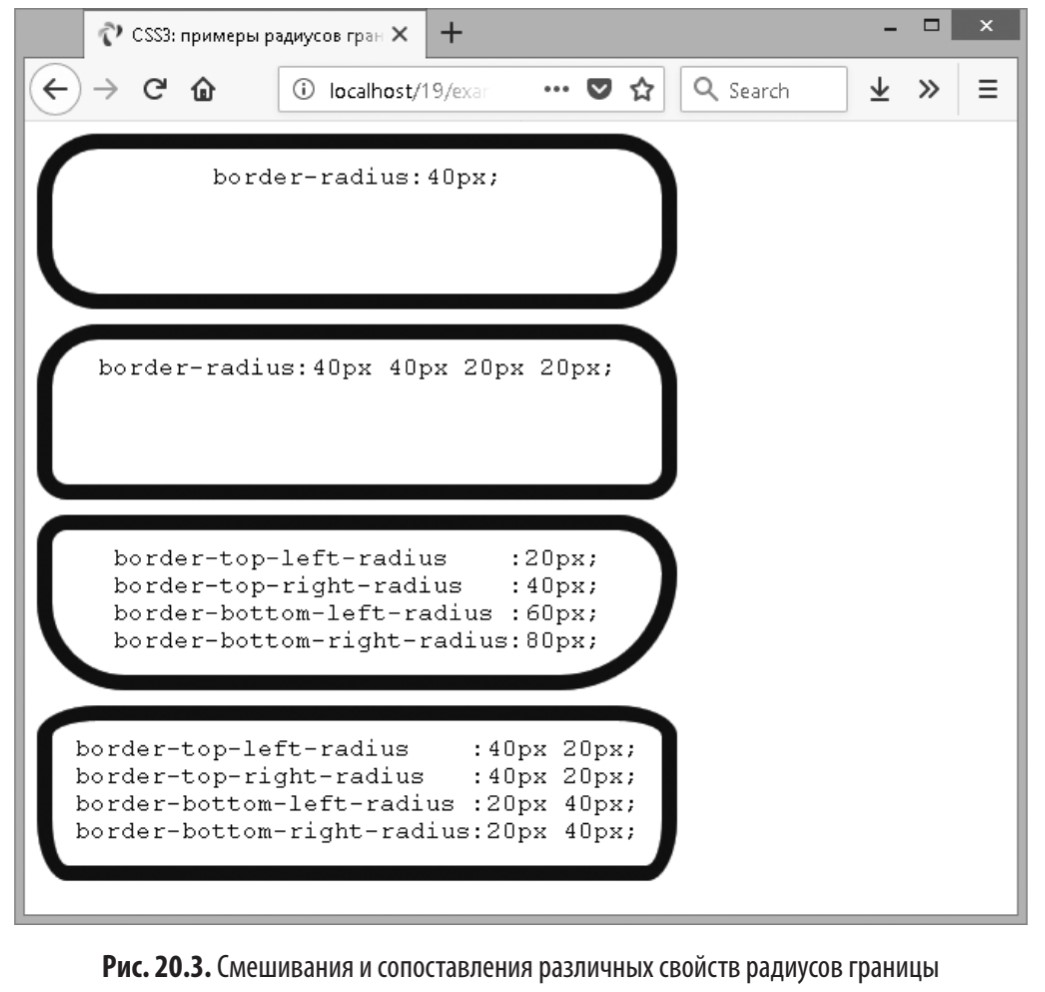 CSS3: примеры радиусов гран
localhost/19/exa
Search
border-radius:40px;
border-radius:40px 40px 20px 20px;
border-top-left-radius    :20px;
border-top-right-radius   :40px;
border-bottom-left-radius :60px;
border-bottom-right-radius:80px;
border-top-left-radius    :40px 20px;
border-top-right-radius   :40px 20px;
border-bottom-left-radius :20px 40px;
border-bottom-right-radius:20px 40px;
Рис. 20.3. Смешивания и сопоставления различных свойств радиусов границы